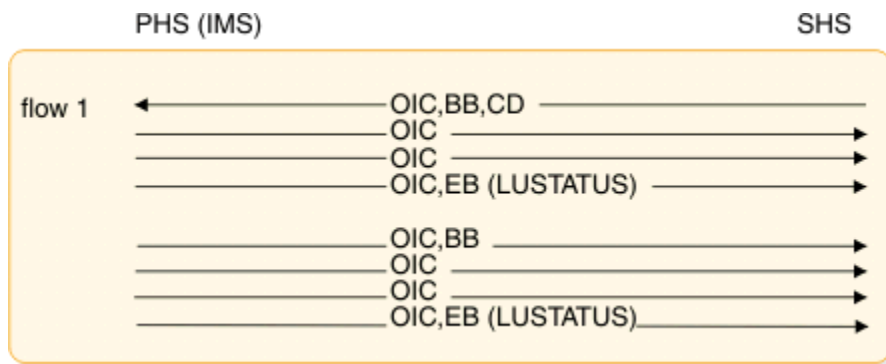 PHS (IMS) SHS
flow 1 OIC,BB,CD
OIC
OIC
OIC,EB (LUSTATUS)
OIC,BB
OIC
OIC
OIC,EB (LUSTATUS)